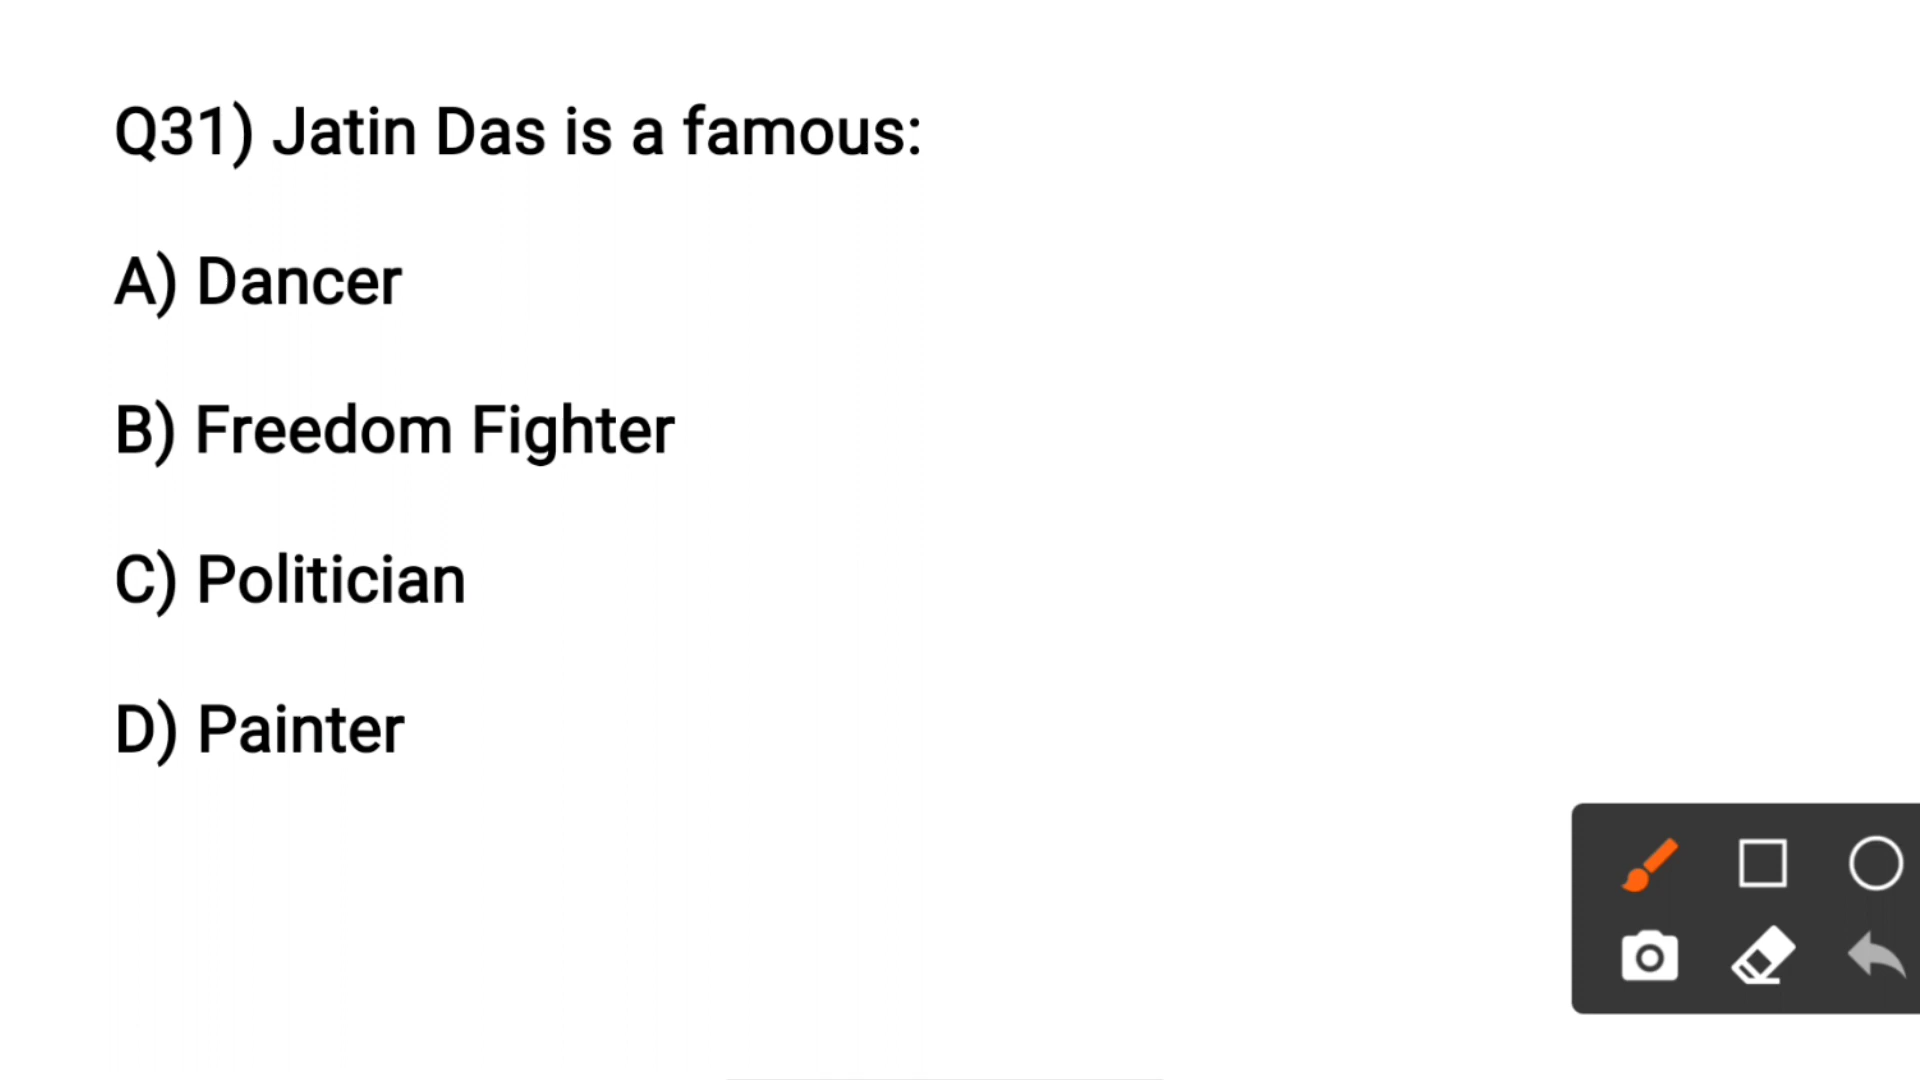 Q31) Jatin Das is a famous:
A) Dancer
B) Freedom Fighter
C) Politician
D) Painter